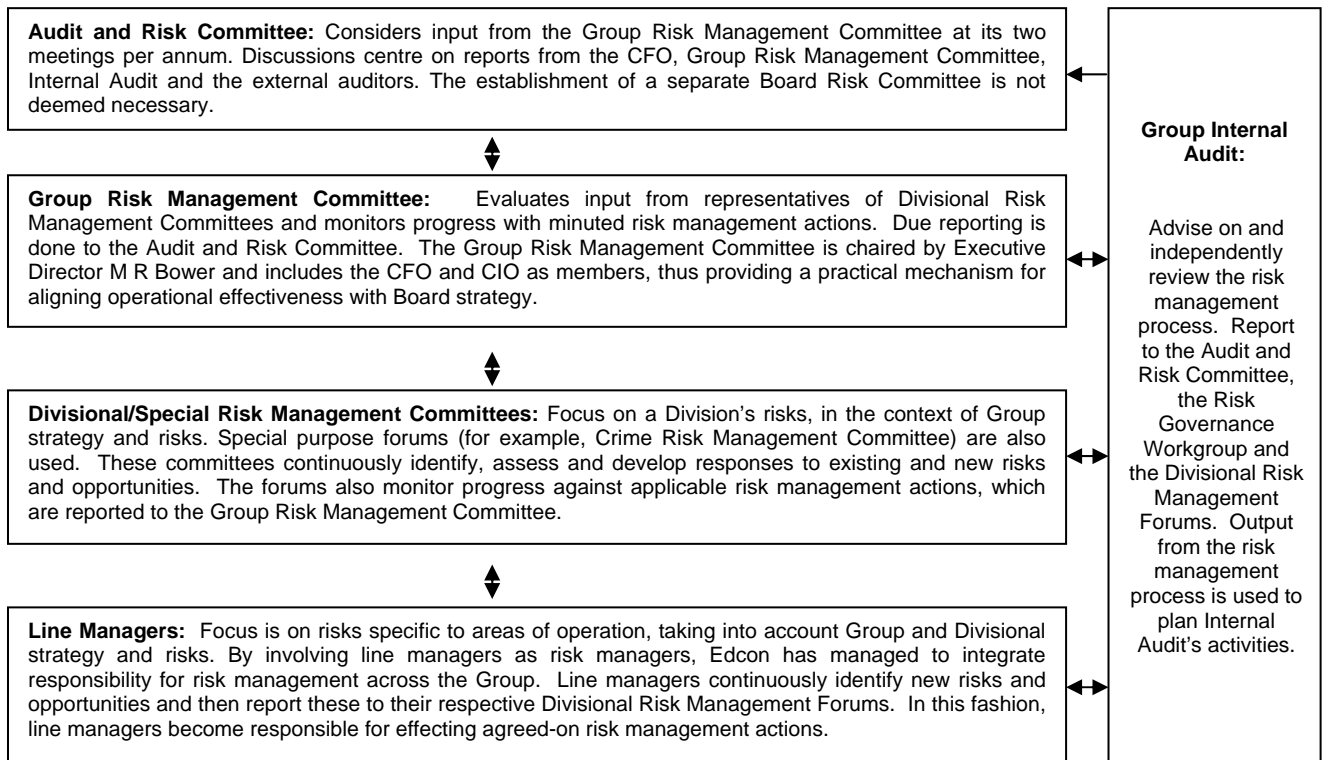 Audit and Risk Committee: Considers input from the Group Risk Management Committee at its two
meetings per annum. Discussions centre on reports from the CFO, Group Risk Management Committee,
Internal Audit and the external auditors. The establishment of a separate Board Risk Committee is not
deemed necessary.
Group Risk Management Committee: Evaluates input from representatives of Divisional Risk
Management Committees and monitors progress with minuted risk management actions. Due reporting is
done to the Audit and Risk Committee. The Group Risk Management Committee is chaired by Executive
Director M R Bower and includes the CFO and CIO as members, thus providing a practical mechanism for
aligning operational effectiveness with Board strategy.
Divisional/Special Risk Management Committees: Focus on a Division's risks, in the context of Group
strategy and risks. Special purpose forums (for example, Crime Risk Management Committee) are also
used. These committees continuously identify, assess and develop responses to existing and new risks
and opportunities. The forums also monitor progress against applicable risk management actions, which
are reported to the Group Risk Management Committee.
Line Managers: Focus is on risks specific to areas of operation, taking into account Group and Divisional
strategy and risks. By involving line managers as risk managers, Edcon has managed to integrate
responsibility for risk management across the Group. Line managers continuously identify new risks and
opportunities and then report these to their respective Divisional Risk Management Forums. In this fashion,
line managers become responsible for effecting agreed-on risk management actions.
Group Internal
Audit:
Advise on and
independently
review the risk
management
process. Report
to the Audit and
Risk Committee,
the Risk
Governance
Workgroup and
the Divisional Risk
Management
Forums. Output
from the risk
management
process is used to
plan Internal
Audit's activities.